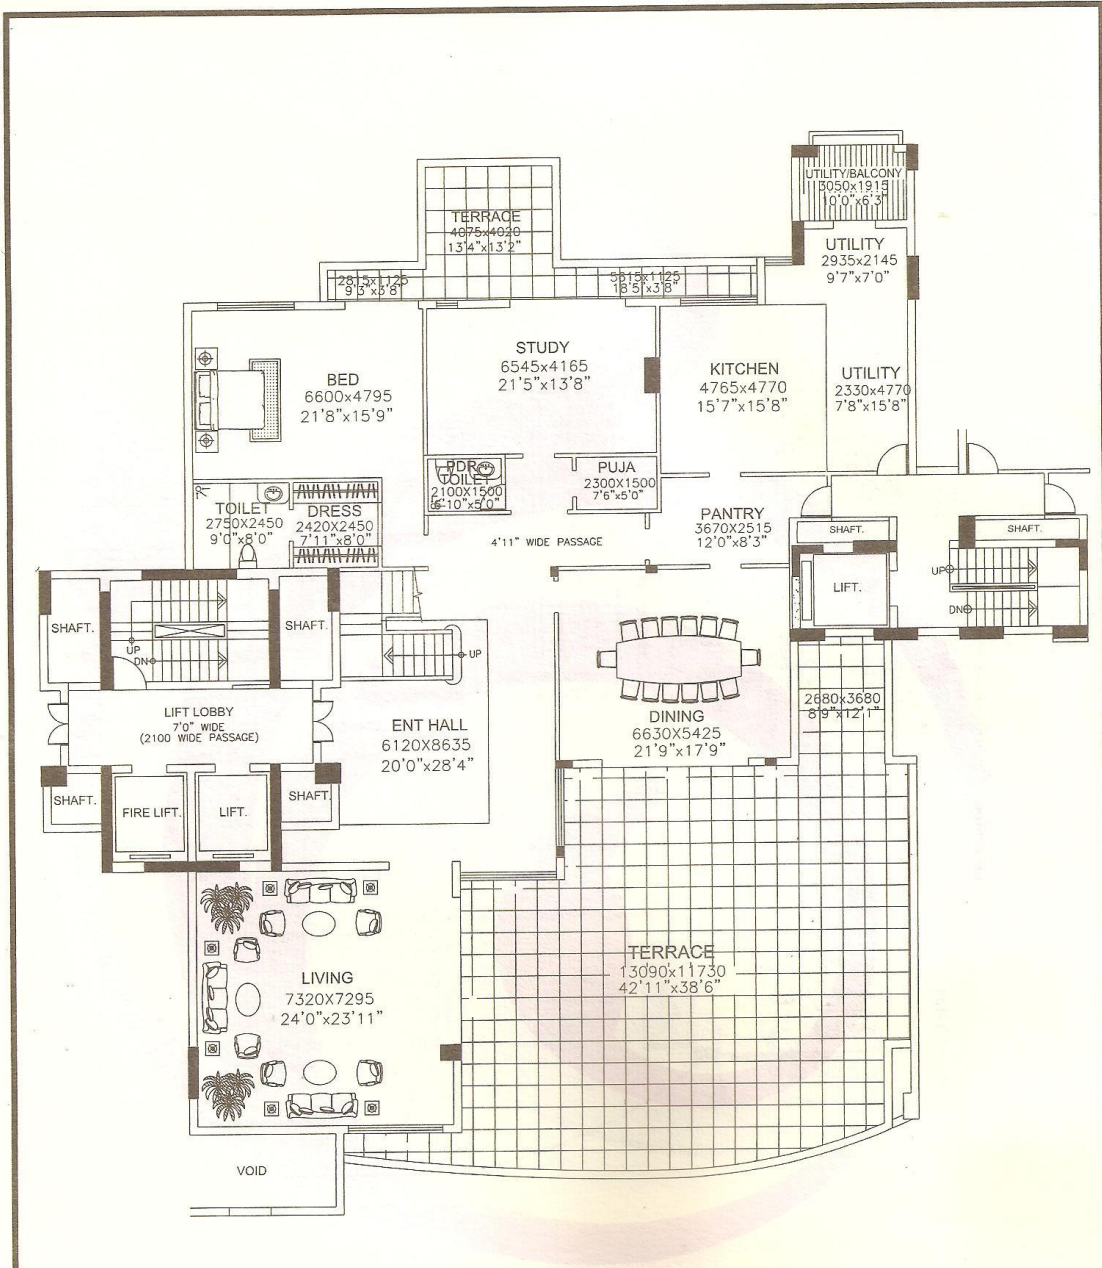 UTILITY/BALCONY
3050x1915
10'0"x6'3"
TERRACE
4075x4020
13'4"x13'2"
UTILITY
2935x2145
9'7"x7'0"
2815x1125
9'3"x3'8"
5615x1125
18'5"x3'8"
STUDY
6545x4165
21'5"x13'8"
BED
6600x4795
21'8"x15'9"
KITCHEN
4765x4770
15'7"x15'8"
UTILITY
2330x4770
7'8"x15'8"
PDR.
TOILET
2100X1500
6'10"x5'0"
PUJA
2300X1500
7'6"x5'0"
TOILET
2750X2450
9'0"x8'0"
DRESS
2420X2450
7'11"x8'0"
PANTRY
3670X2515
12'0"x8'3"
4'11" WIDE PASSAGE
SHAFT.
SHAFT.
LIFT.
UP
DN
SHAFT.
UP
DN
SHAFT.
UP
LIFT LOBBY
7'0" WIDE
(2100 WIDE PASSAGE)
ENT HALL
6120X8635
20'0"x28'4"
DINING
6630X5425
21'9"x17'9"
2680x3680
8'9"x12'1"
SHAFT.
FIRE LIFT.
LIFT.
SHAFT.
LIVING
7320X7295
24'0"x23'11"
TERRACE
13090x11730
42'11"x38'6"
VOID